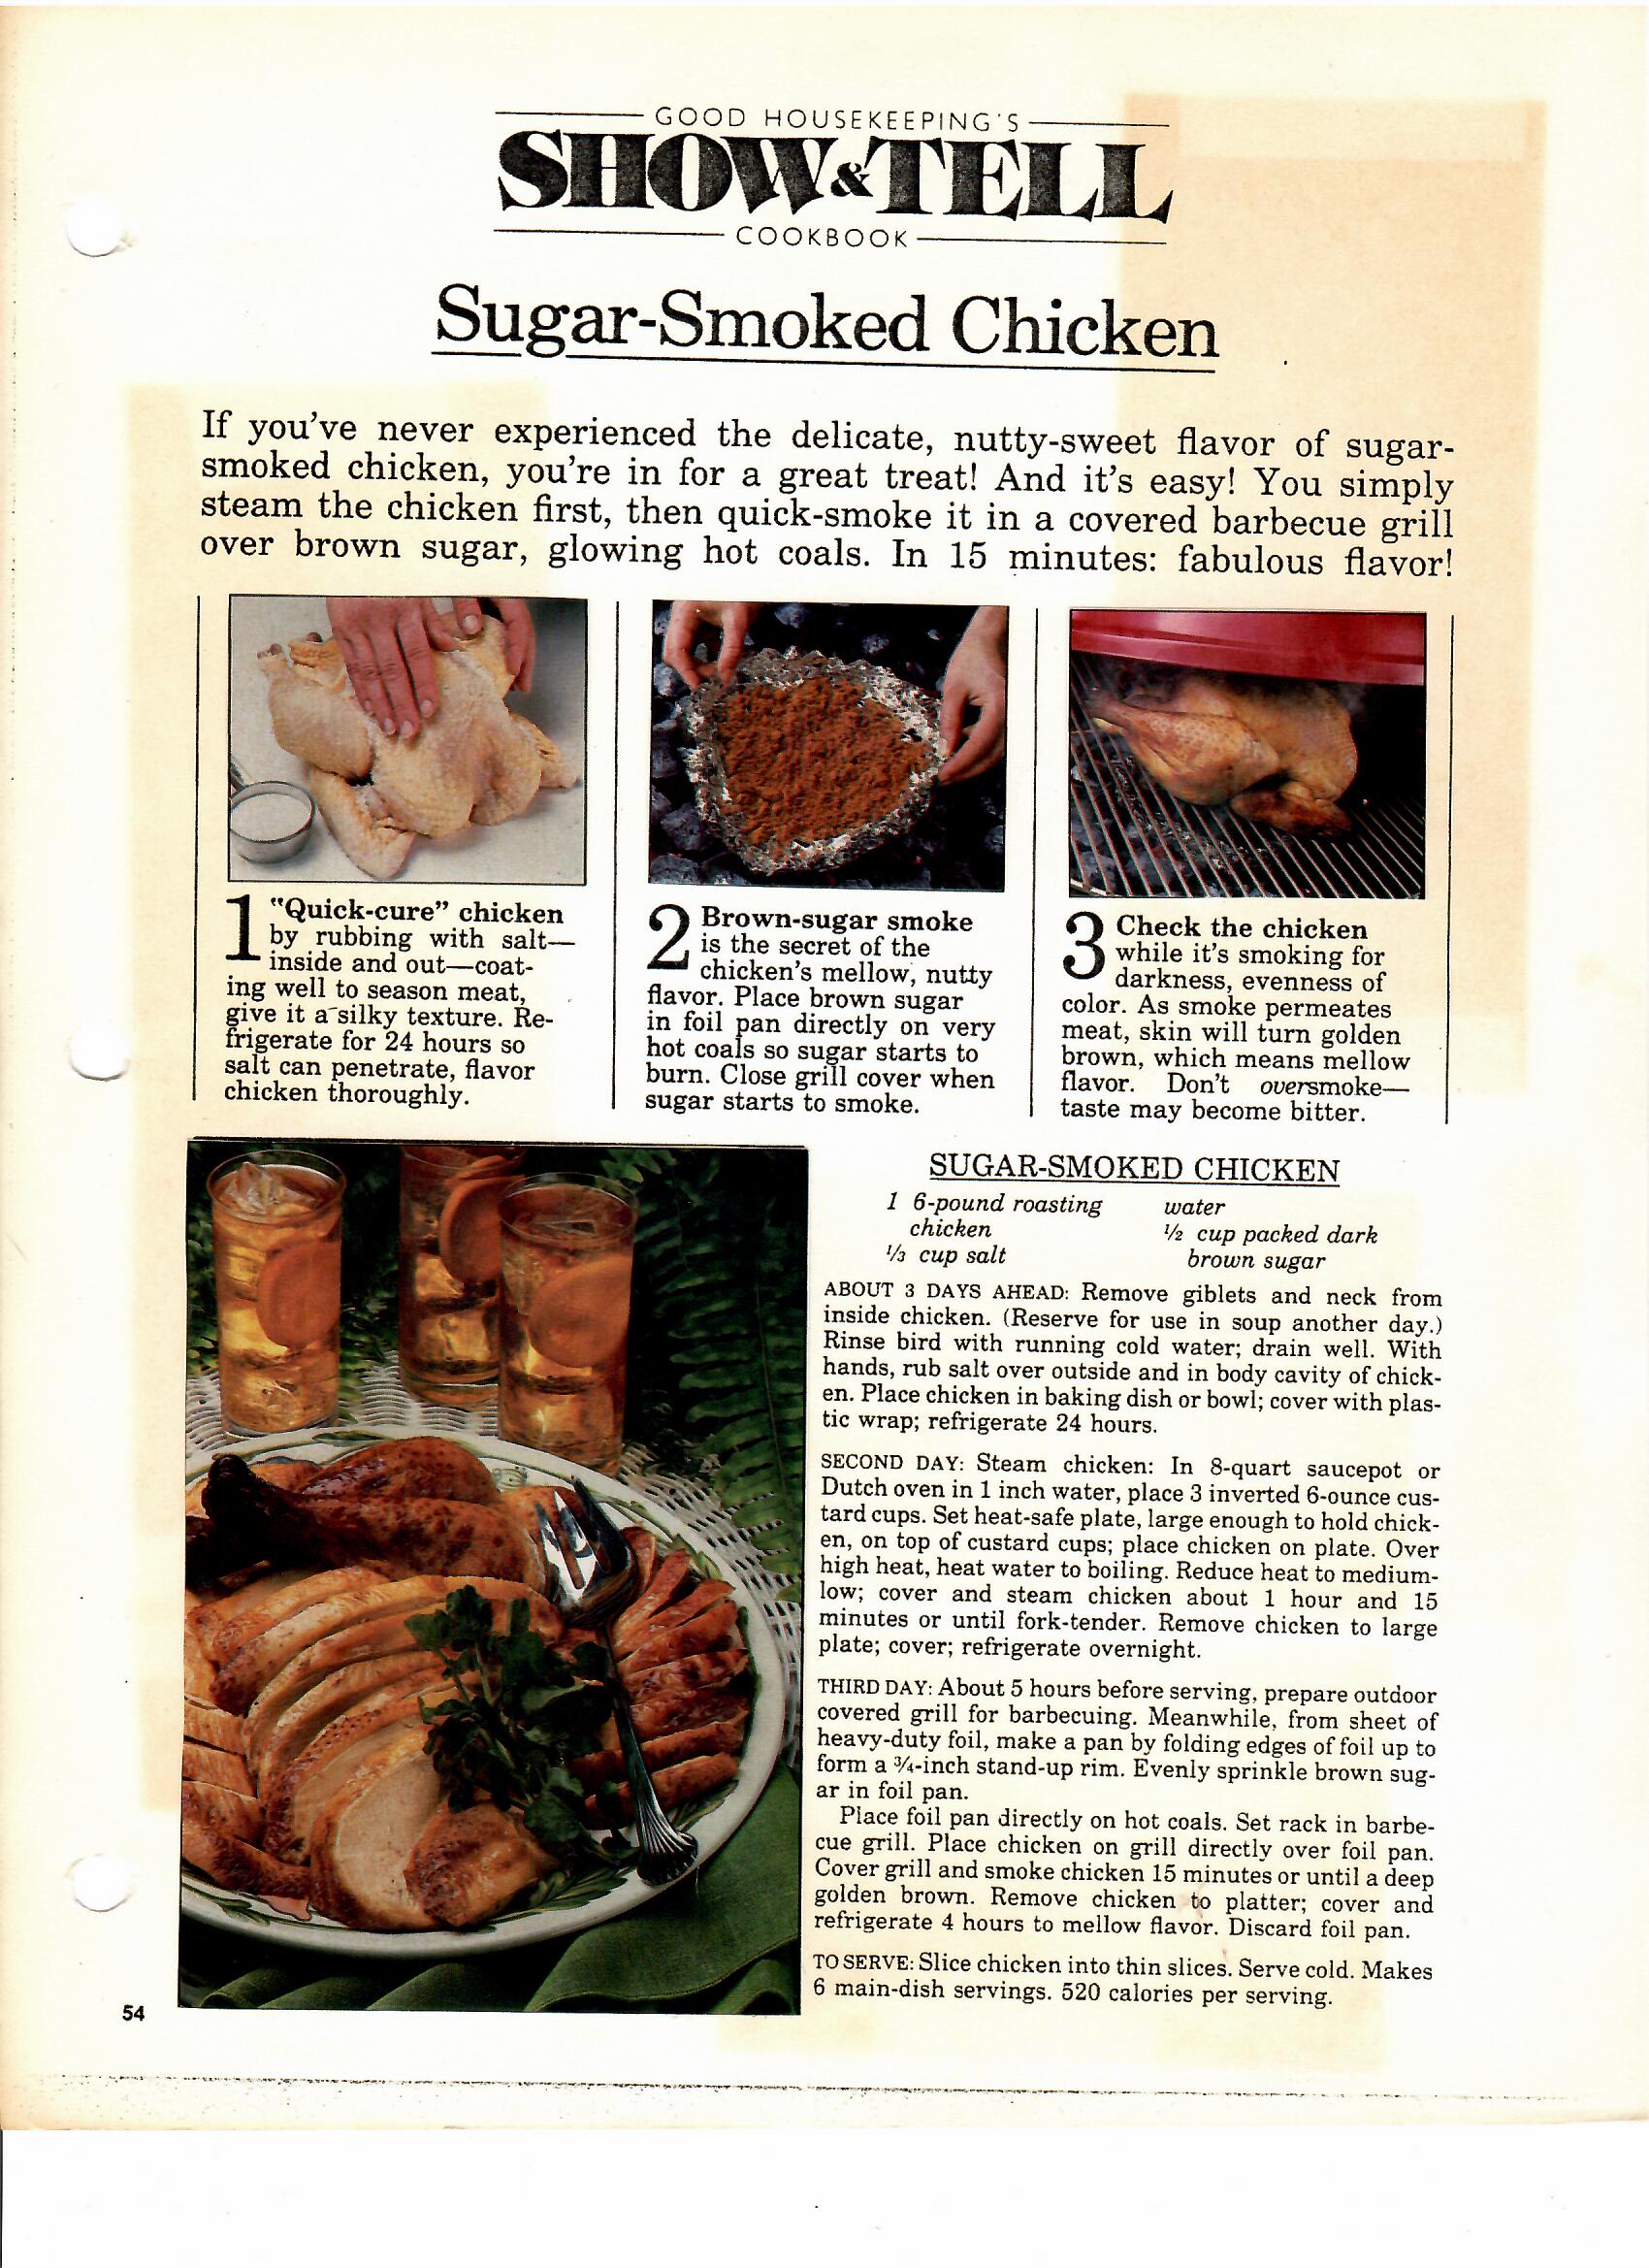 GOOD HOUSEKEEPING'S
SHOW & TELL
COOKBOOK
Sugar-Smoked Chicken
If you've never experienced the delicate, nutty-sweet flavor of sugar-
smoked chicken, you're in for a great treat! And it's easy! You simply
steam the chicken first, then quick-smoke it in a covered barbecue grill
over brown sugar, glowing hot coals. In 15 minutes: fabulous flavor!
1 "Quick-cure" chicken
by rubbing with salt—
inside and out—coat-
ing well to season meat,
give it a silky texture. Re-
frigerate for 24 hours so
salt can penetrate, flavor
chicken thoroughly.
2 Brown-sugar smoke
is the secret of the
chicken's mellow, nutty
flavor. Place brown sugar
in foil pan directly on very
hot coals so sugar starts to
burn. Close grill cover when
sugar starts to smoke.
3 Check the chicken
while it's smoking for
darkness, evenness of
color. As smoke permeates
meat, skin will turn golden
brown, which means mellow
flavor. Don't oversmoke—
taste may become bitter.
SUGAR-SMOKED CHICKEN
1 6-pound roasting
chicken
⅓ cup salt
water
½ cup packed dark
brown sugar
ABOUT 3 DAYS AHEAD: Remove giblets and neck from
inside chicken. (Reserve for use in soup another day.)
Rinse bird with running cold water; drain well. With
hands, rub salt over outside and in body cavity of chick-
en. Place chicken in baking dish or bowl; cover with plas-
tic wrap; refrigerate 24 hours.
SECOND DAY: Steam chicken: In 8-quart saucepot or
Dutch oven in 1 inch water, place 3 inverted 6-ounce cus-
tard cups. Set heat-safe plate, large enough to hold chick-
en, on top of custard cups; place chicken on plate. Over
high heat, heat water to boiling. Reduce heat to medium-
low; cover and steam chicken about 1 hour and 15
minutes or until fork-tender. Remove chicken to large
plate; cover; refrigerate overnight.
THIRD DAY: About 5 hours before serving, prepare outdoor
covered grill for barbecuing. Meanwhile, from sheet of
heavy-duty foil, make a pan by folding edges of foil up to
form a ¾-inch stand-up rim. Evenly sprinkle brown sug-
ar in foil pan.
Place foil pan directly on hot coals. Set rack in barbe-
cue grill. Place chicken on grill directly over foil pan.
Cover grill and smoke chicken 15 minutes or until a deep
golden brown. Remove chicken to platter; cover and
refrigerate 4 hours to mellow flavor. Discard foil pan.
TO SERVE: Slice chicken into thin slices. Serve cold. Makes
6 main-dish servings. 520 calories per serving.
54